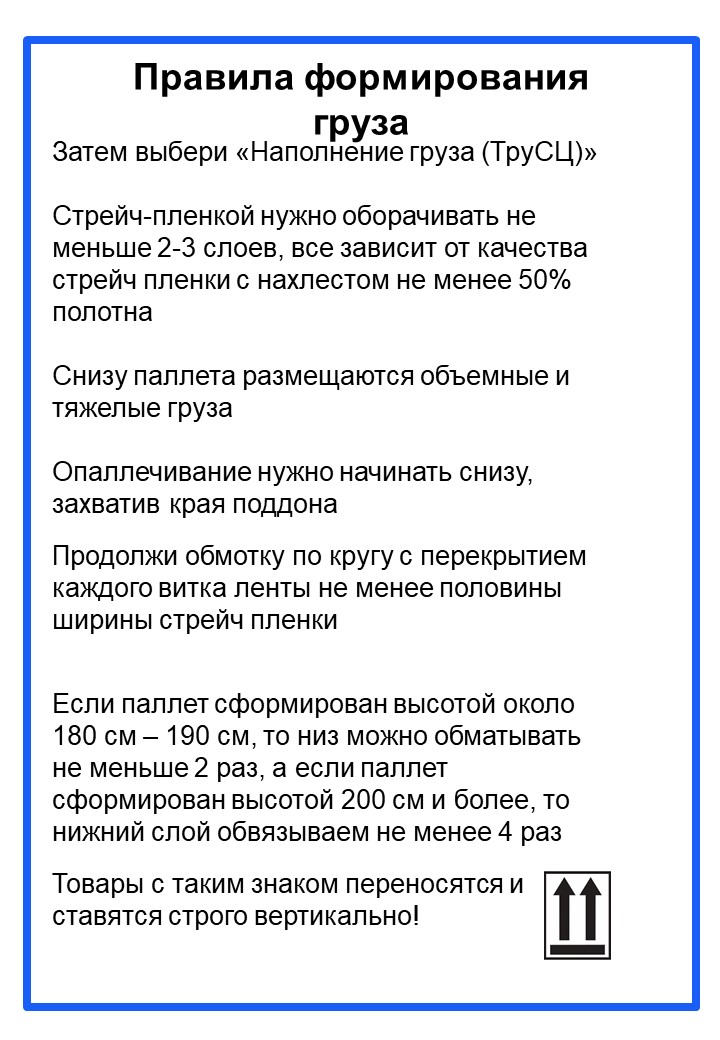 Правила формирования
груза
Затем выбери «Наполнение груза (ТруСЦ)»
Стрейч-пленкой нужно оборачивать не
меньше 2-3 слоев, все зависит от качества
стрейч пленки с нахлестом не менее 50%
полотна
Снизу паллета размещаются объемные и
тяжелые груза
Опаллечивание нужно начинать снизу,
захватив края поддона
Продолжи обмотку по кругу с перекрытием
каждого витка ленты не менее половины
ширины стрейч пленки
Если паллет сформирован высотой около
180 см – 190 см, то низ можно обматывать
не меньше 2 раз, а если паллет
сформирован высотой 200 см и более, то
нижний слой обвязываем не менее 4 раз
Товары с таким знаком переносятся и
ставятся строго вертикально!